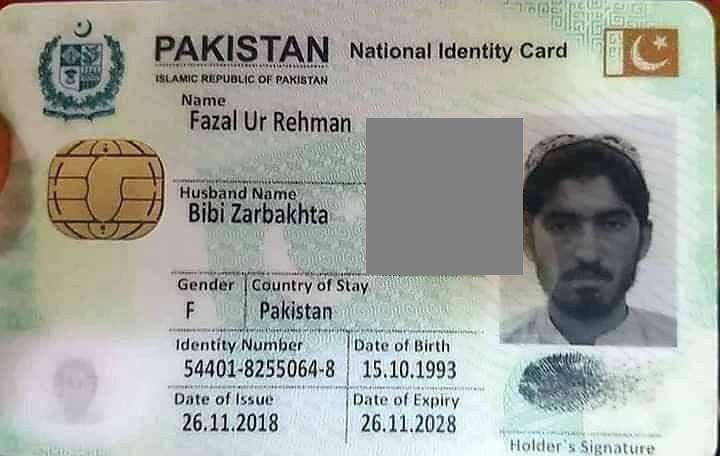 PAKISTAN National Identity Card
ISLAMIC REPUBLIC OF PAKISTAN
Name
Fazal Ur Rehman
Husband Name
Bibi Zarbakhta
Gender Country of Stay
F Pakistan
Identity Number Date of Birth
54401-8255064-8 15.10.1993
Date of Issue Date of Expiry
26.11.2018 26.11.2028
Holder's Signature